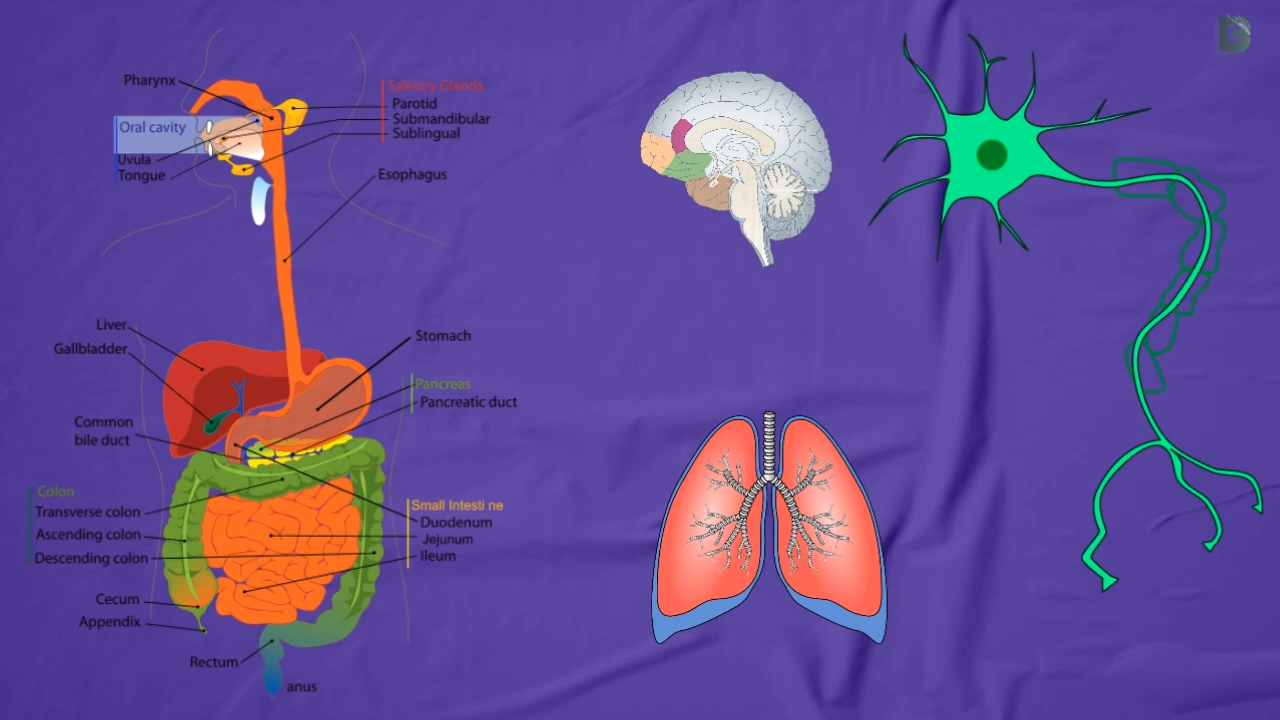 Pharynx
Salivary Glands
Parotid
Submandibular
Sublingual
Oral cavity
Uvula
Tongue
Esophagus
Liver
Gallbladder
Stomach
Pancreas
Pancreatic duct
Common
bile duct
Colon
Transverse colon
Ascending colon
Descending colon
Small Intesti ne
Duodenum
Jejunum
Ileum
Cecum
Appendix
Rectum
anus
B